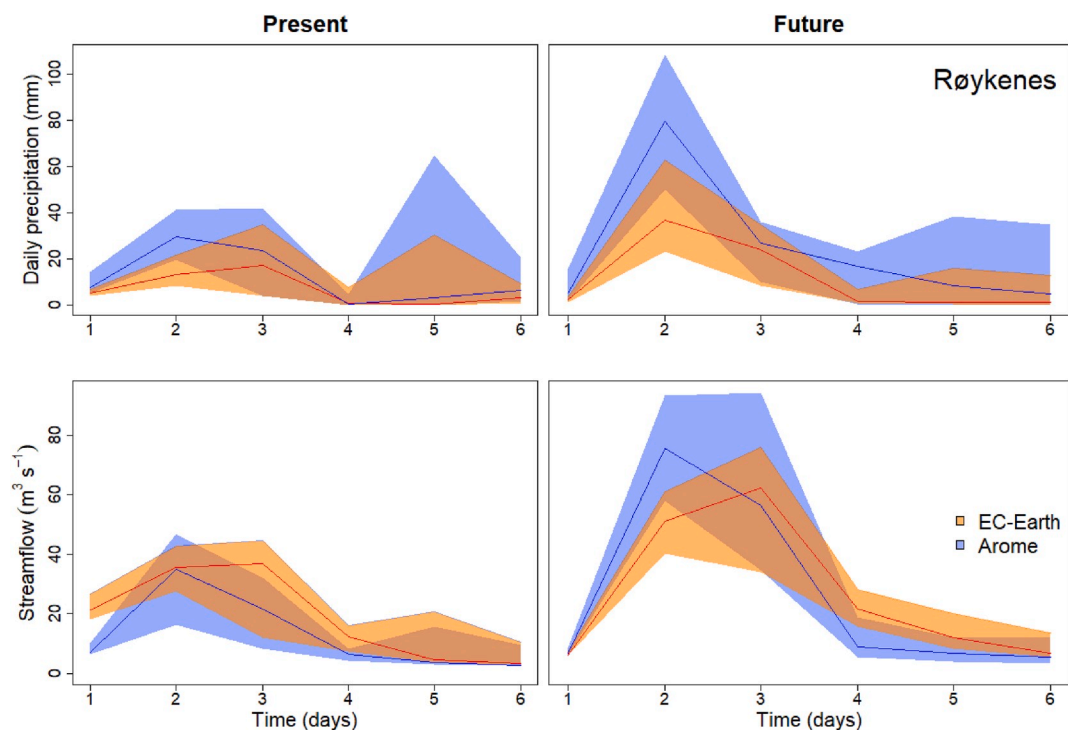 Present Future
Røykenes
Daily precipitation (mm)
0 20 40 60 80 100
1 2 3 4 5 6
1 2 3 4 5 6
Streamflow (m³ s⁻¹)
0 20 40 60 80
EC-Earth
Arome
1 2 3 4 5 6
1 2 3 4 5 6
Time (days) Time (days)